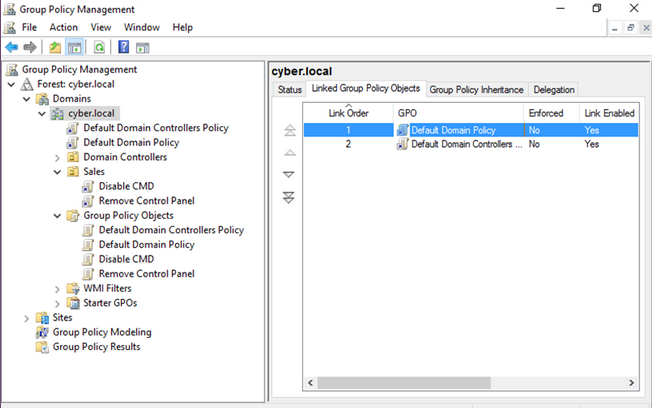 Group Policy Management
File Action View Window Help
Group Policy Management
Forest: cyber.local
Domains
cyber.local
Default Domain Controllers Policy
Default Domain Policy
Domain Controllers
Sales
Disable CMD
Remove Control Panel
Group Policy Objects
Default Domain Controllers Policy
Default Domain Policy
Disable CMD
Remove Control Panel
WMI Filters
Starter GPOs
Sites
Group Policy Modeling
Group Policy Results
cyber.local
Status Linked Group Policy Objects Group Policy Inheritance Delegation
Link Order GPO Enforced Link Enabled
1 Default Domain Policy No Yes
2 Default Domain Controllers ... No Yes